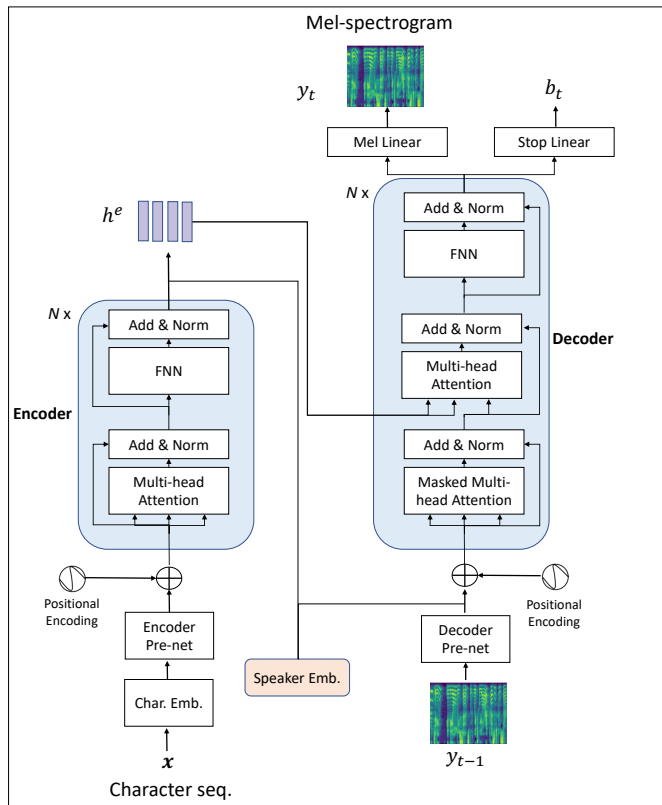 Mel-spectrogram
y_t
b_t
Mel Linear
Stop Linear
N x
Add & Norm
FNN
Add & Norm
Multi-head
Attention
Add & Norm
Masked Multi-
head Attention
Decoder
h^e
N x
Add & Norm
FNN
Encoder
Add & Norm
Multi-head
Attention
Positional
Encoding
Positional
Encoding
Encoder
Pre-net
Decoder
Pre-net
Speaker Emb.
Char. Emb.
x
y_{t−1}
Character seq.